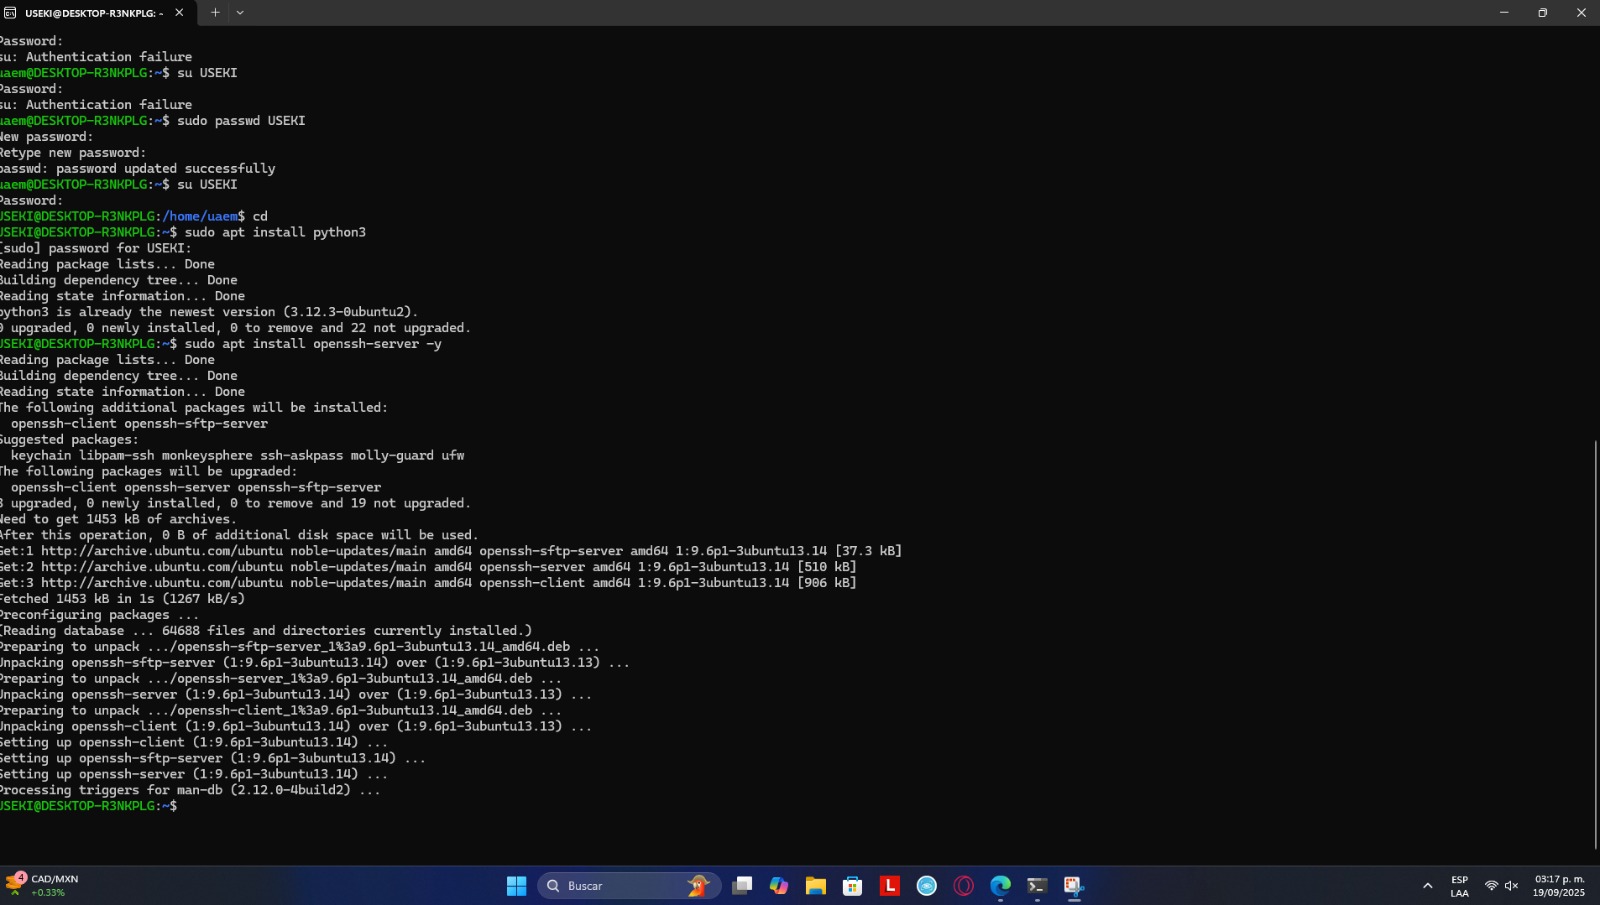 USEKI@DESKTOP-R3NKPLG: ~
Password:
su: Authentication failure
uaem@DESKTOP-R3NKPLG:~$ su USEKI
Password:
su: Authentication failure
uaem@DESKTOP-R3NKPLG:~$ sudo passwd USEKI
New password:
Retype new password:
passwd: password updated successfully
uaem@DESKTOP-R3NKPLG:~$ su USEKI
Password:
USEKI@DESKTOP-R3NKPLG:/home/uaem$ cd
USEKI@DESKTOP-R3NKPLG:~$ sudo apt install python3
[sudo] password for USEKI:
Reading package lists... Done
Building dependency tree... Done
Reading state information... Done
python3 is already the newest version (3.12.3-0ubuntu2).
0 upgraded, 0 newly installed, 0 to remove and 22 not upgraded.
USEKI@DESKTOP-R3NKPLG:~$ sudo apt install openssh-server -y
Reading package lists... Done
Building dependency tree... Done
Reading state information... Done
The following additional packages will be installed:
openssh-client openssh-sftp-server
Suggested packages:
keychain libpam-ssh monkeysphere ssh-askpass molly-guard ufw
The following packages will be upgraded:
openssh-client openssh-server openssh-sftp-server
3 upgraded, 0 newly installed, 0 to remove and 19 not upgraded.
Need to get 1453 kB of archives.
After this operation, 0 B of additional disk space will be used.
Get:1 http://archive.ubuntu.com/ubuntu noble-updates/main amd64 openssh-sftp-server amd64 1:9.6p1-3ubuntu13.14 [37.3 kB]
Get:2 http://archive.ubuntu.com/ubuntu noble-updates/main amd64 openssh-server amd64 1:9.6p1-3ubuntu13.14 [510 kB]
Get:3 http://archive.ubuntu.com/ubuntu noble-updates/main amd64 openssh-client amd64 1:9.6p1-3ubuntu13.14 [906 kB]
Fetched 1453 kB in 1s (1267 kB/s)
Preconfiguring packages ...
(Reading database ... 64688 files and directories currently installed.)
Preparing to unpack .../openssh-sftp-server_1%3a9.6p1-3ubuntu13.14_amd64.deb ...
Unpacking openssh-sftp-server (1:9.6p1-3ubuntu13.14) over (1:9.6p1-3ubuntu13.13) ...
Preparing to unpack .../openssh-server_1%3a9.6p1-3ubuntu13.14_amd64.deb ...
Unpacking openssh-server (1:9.6p1-3ubuntu13.14) over (1:9.6p1-3ubuntu13.13) ...
Preparing to unpack .../openssh-client_1%3a9.6p1-3ubuntu13.14_amd64.deb ...
Unpacking openssh-client (1:9.6p1-3ubuntu13.14) over (1:9.6p1-3ubuntu13.13) ...
Setting up openssh-client (1:9.6p1-3ubuntu13.14) ...
Setting up openssh-sftp-server (1:9.6p1-3ubuntu13.14) ...
Setting up openssh-server (1:9.6p1-3ubuntu13.14) ...
Processing triggers for man-db (2.12.0-4build2) ...
USEKI@DESKTOP-R3NKPLG:~$
4
CAD/MXN
+0.33%
Buscar
L
ESP
LAA
03:17 p. m.
19/09/2025